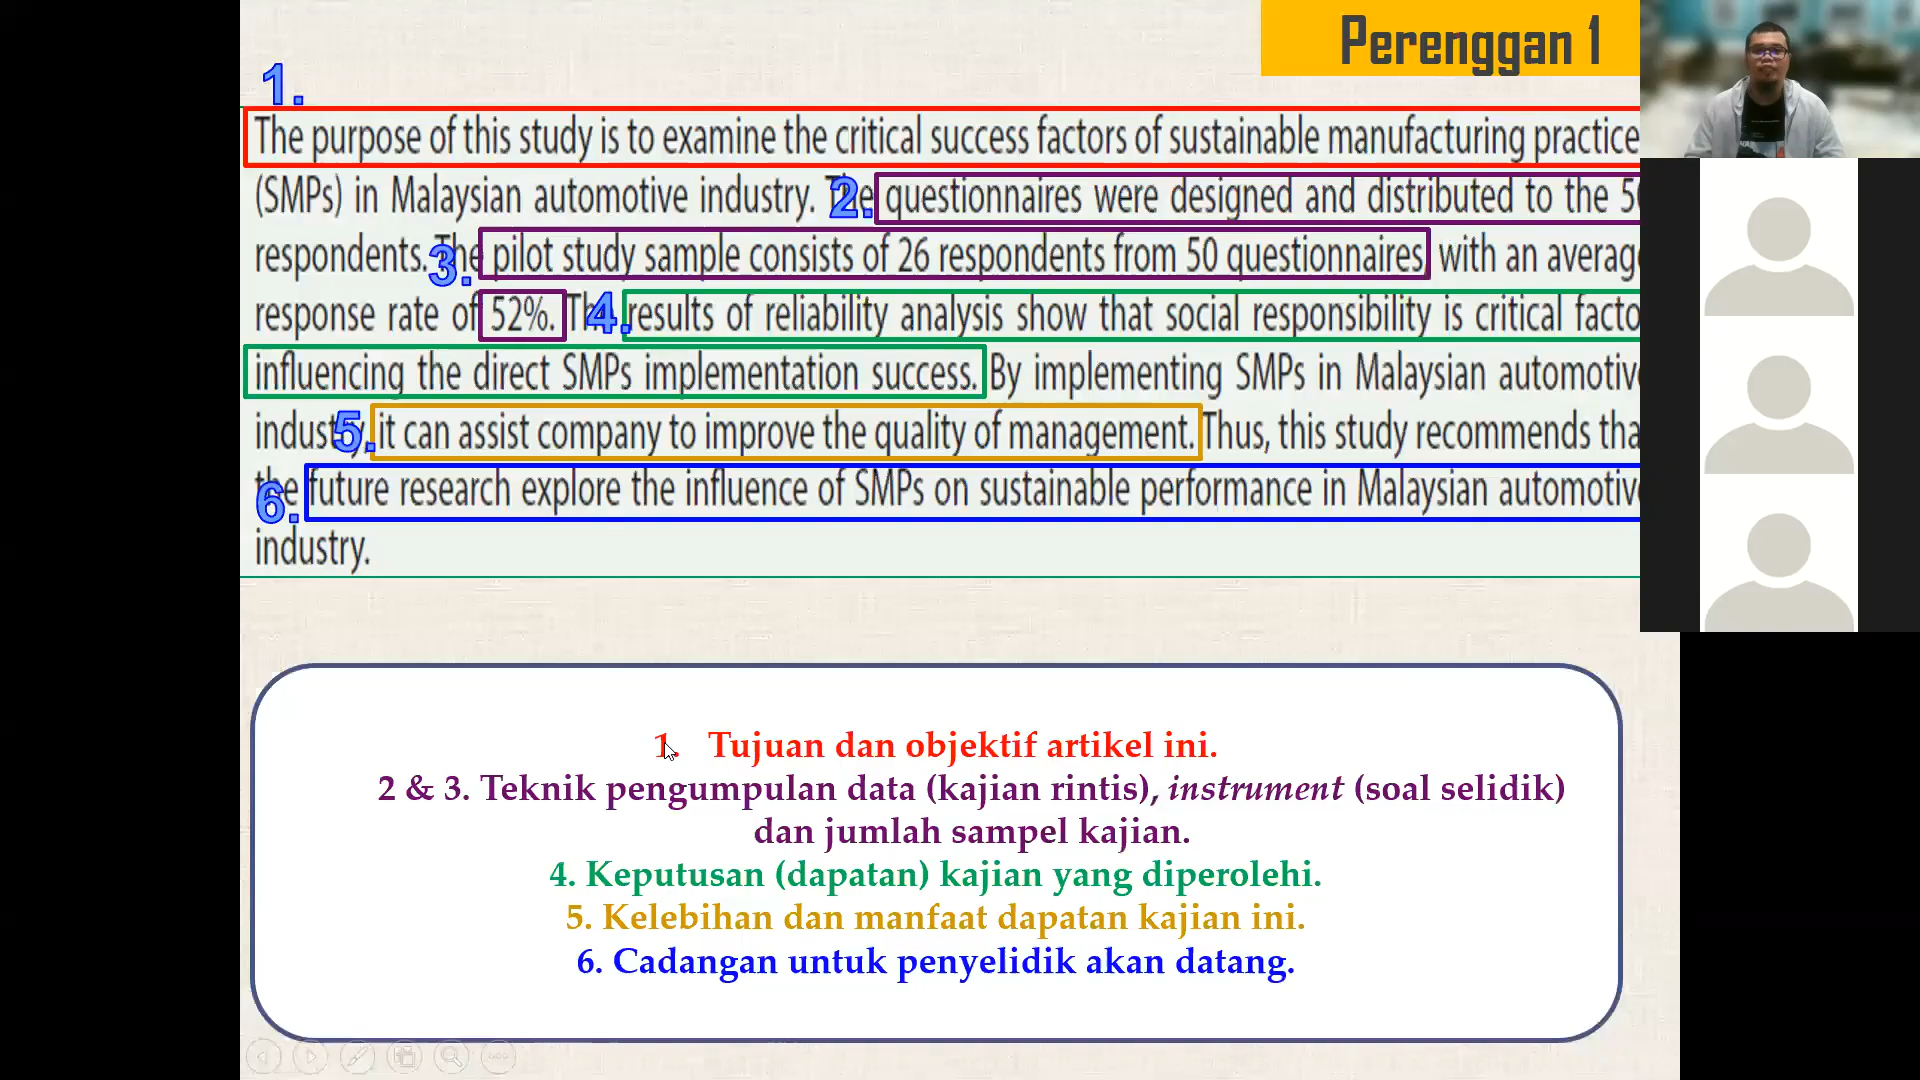 Perenggan 1
1.
The purpose of this study is to examine the critical success factors of sustainable manufacturing practice
(SMPs) in Malaysian automotive industry. The 2. questionnaires were designed and distributed to the
respondents. The 3. pilot study sample consists of 26 respondents from 50 questionnaires, with an averag
response rate of 52%. Th 4. results of reliability analysis show that social responsibility is critical facto
influencing the direct SMPs implementation success. By implementing SMPs in Malaysian automotiv
industry, 5. it can assist company to improve the quality of management. Thus, this study recommends tha
the 6. future research explore the influence of SMPs on sustainable performance in Malaysian automotiv
industry.
1. Tujuan dan objektif artikel ini.
2 & 3. Teknik pengumpulan data (kajian rintis), instrument (soal selidik)
dan jumlah sampel kajian.
4. Keputusan (dapatan) kajian yang diperolehi.
5. Kelebihan dan manfaat dapatan kajian ini.
6. Cadangan untuk penyelidik akan datang.